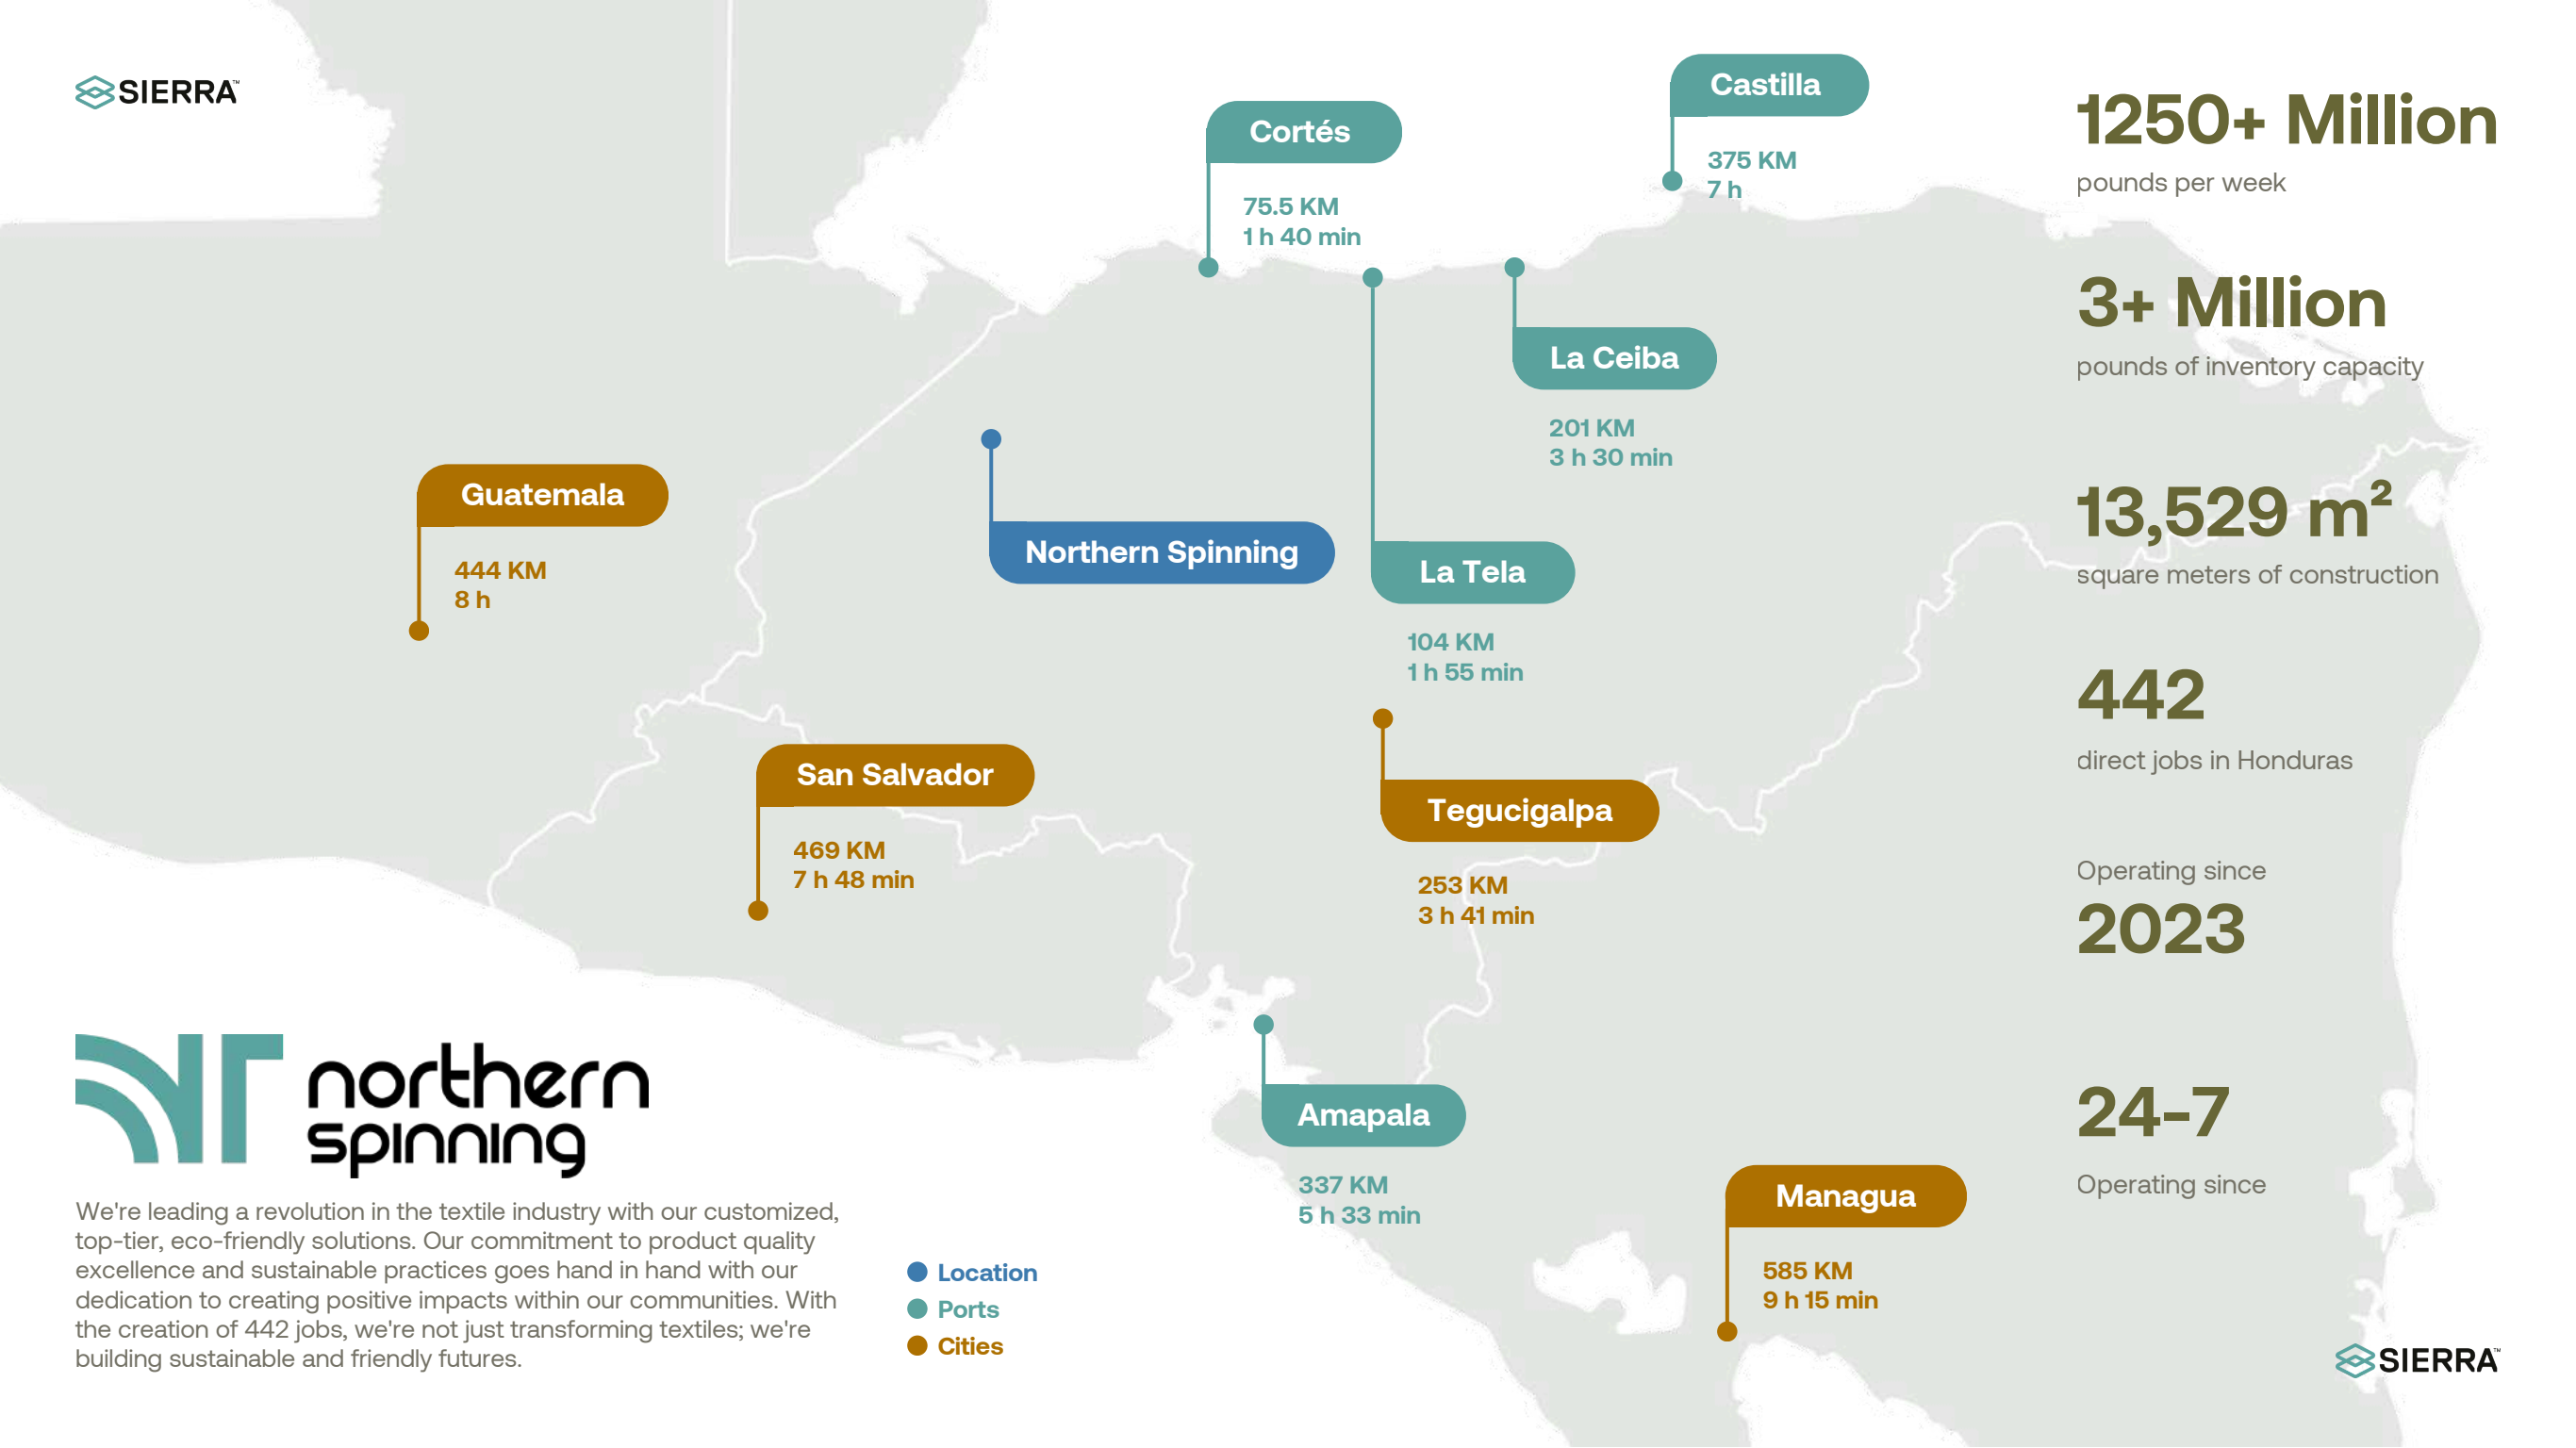 SIERRA™
Castilla
375 KM
7 h
Cortés
75.5 KM
1 h 40 min
La Ceiba
201 KM
3 h 30 min
Guatemala
444 KM
8 h
Northern Spinning
La Tela
104 KM
1 h 55 min
San Salvador
469 KM
7 h 48 min
Tegucigalpa
253 KM
3 h 41 min
Amapala
337 KM
5 h 33 min
Managua
585 KM
9 h 15 min
1250+ Million
pounds per week
3+ Million
pounds of inventory capacity
13,529 m²
square meters of construction
442
direct jobs in Honduras
Operating since
2023
24-7
Operating since
northern
spinning
We're leading a revolution in the textile industry with our customized,
top-tier, eco-friendly solutions. Our commitment to product quality
excellence and sustainable practices goes hand in hand with our
dedication to creating positive impacts within our communities. With
the creation of 442 jobs, we're not just transforming textiles; we're
building sustainable and friendly futures.
Location
Ports
Cities
SIERRA™